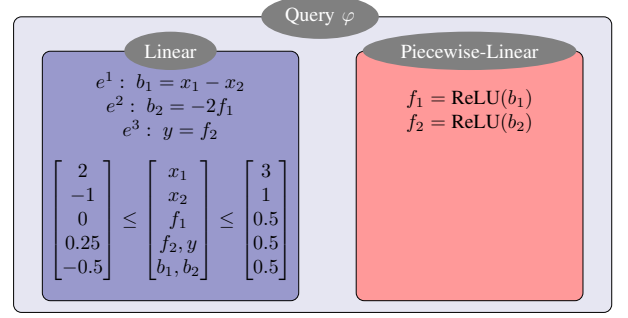 Query φ
Linear
e¹ : b₁ = x₁ − x₂
e² : b₂ = −2f₁
e³ : y = f₂
[2 −1 0 0.25 −0.5] ≤ [x₁ x₂ f₁ f₂, y b₁, b₂] ≤ [3 1 0.5 0.5 0.5]
Piecewise-Linear
f₁ = ReLU(b₁)
f₂ = ReLU(b₂)